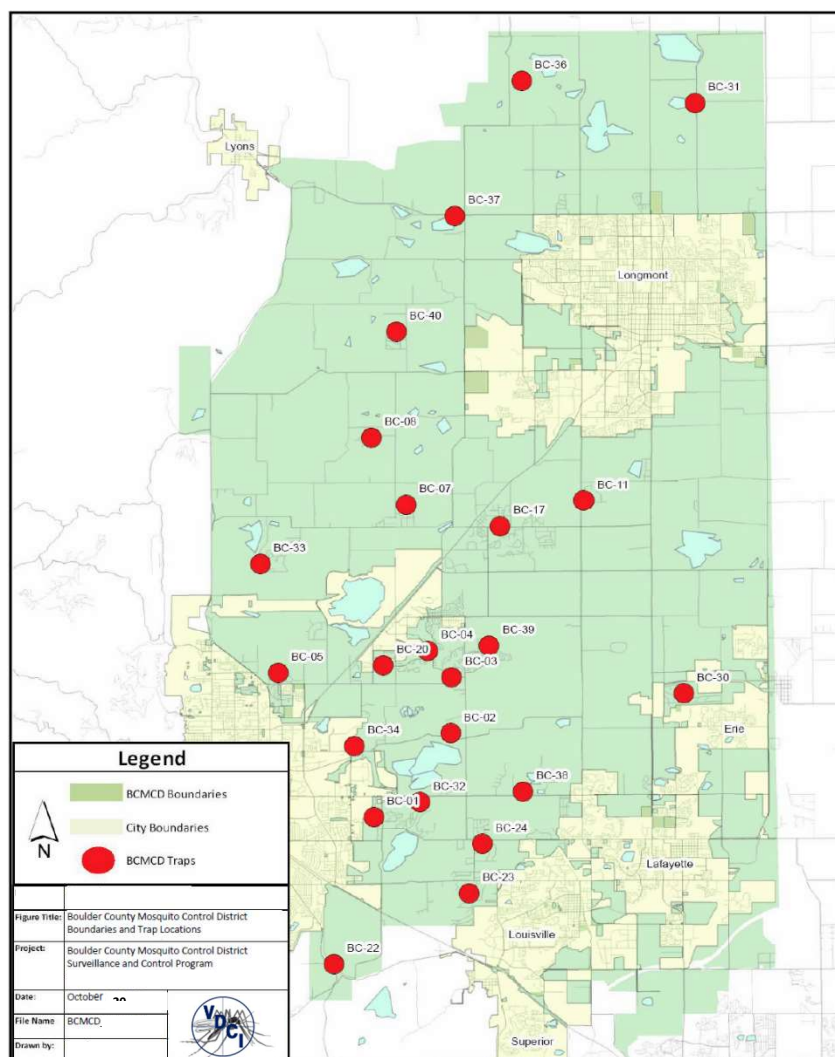 BC-36
BC-31
Lyons
BC-37
Longmont
BC-40
BC-08
BC-07
BC-11
BC-17
BC-33
BC-39
BC-04
BC-20
BC-05
BC-03
BC-30
BC-02
BC-34
Erie
BC-38
BC-32
BC-01
BC-24
Lafayette
BC-23
Louisville
BC-22
Superior
Legend
BCMCD Boundaries
City Boundaries
BCMCD Traps
N
Figure Title: Boulder County Mosquito Control District
Boundaries and Trap Locations
Project: Boulder County Mosquito Control District
Surveillance and Control Program
Date: October
File Name BCMCD
Drawn by:
VDCI